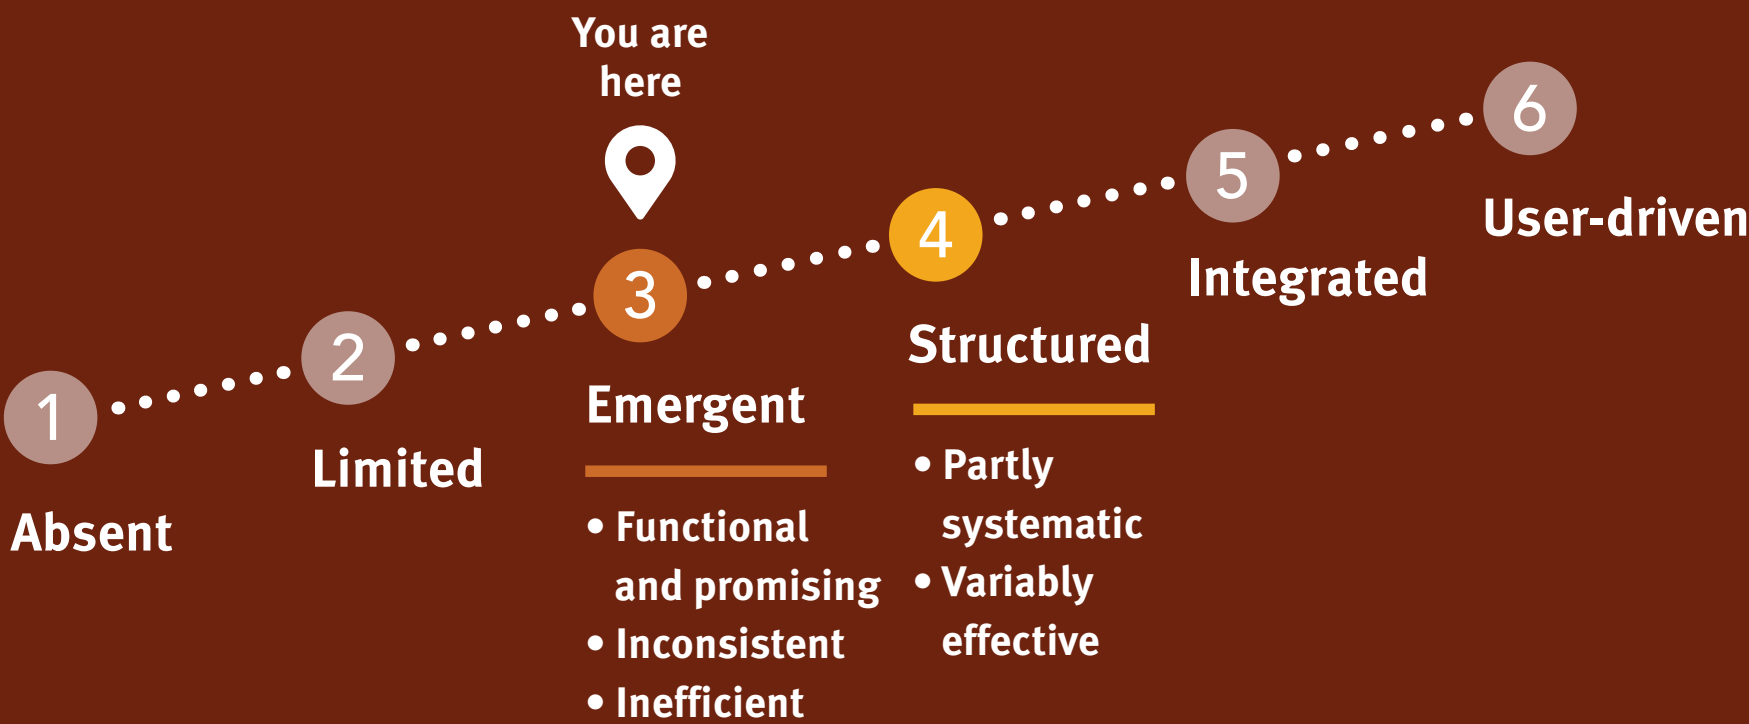 You are
here
1
Absent
2
Limited
3
Emergent
• Functional
and promising
• Inconsistent
• Inefficient
4
Structured
• Partly
systematic
• Variably
effective
5
Integrated
6
User-driven